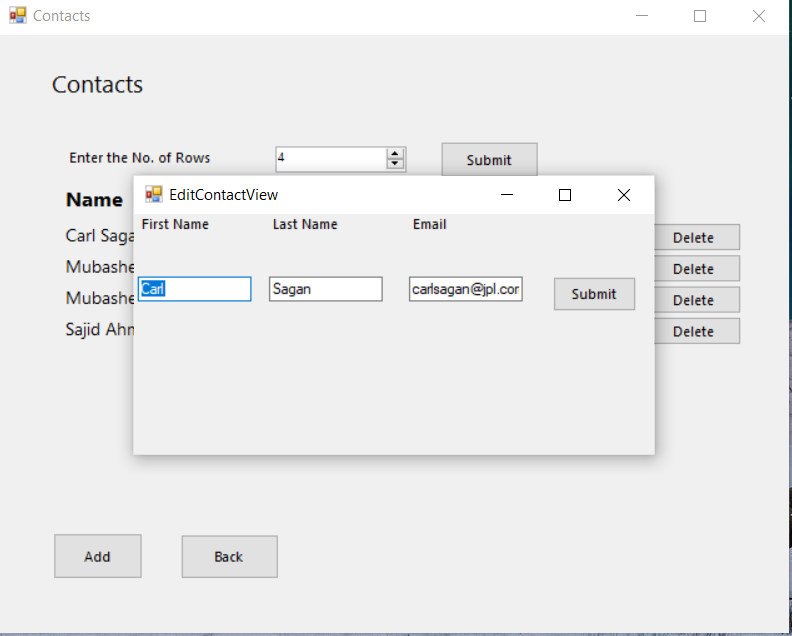 Contacts
Contacts
Enter the No. of Rows 4 Submit
EditContactView
Name
First Name Last Name Email
Carl Saga Delete
Mubashe Delete
Carl Sagan carlsagan@jpl.cor Submit
Mubashe Delete
Sajid Ahm Delete
Add Back